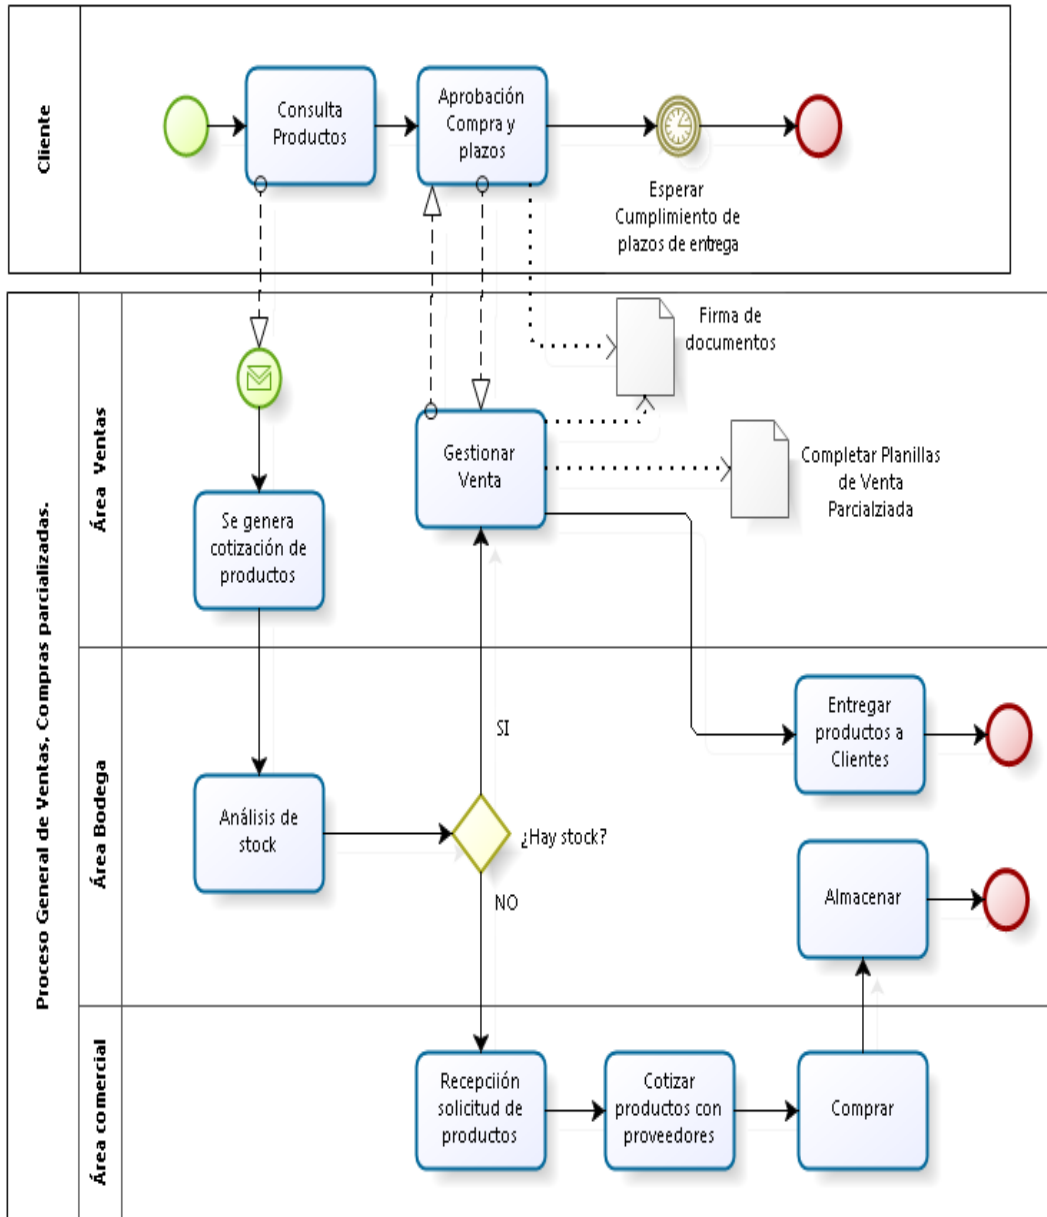 Cliente
Consulta
Productos
Aprobación
Compra y
plazos
Esperar
Cumplimiento de
plazos de entrega
Proceso General de Ventas, Compras parcializadas.
Área  Ventas
Firma de
documentos
Gestionar
Venta
Completar Planillas
de Venta
Parcialziada
Se genera
cotización de
productos
Área Bodega
SI
Entregar
productos a
Clientes
Análisis de
stock
¿Hay stock?
NO
Almacenar
Área comercial
Recepciión
solicitud de
productos
Cotizar
productos con
proveedores
Comprar